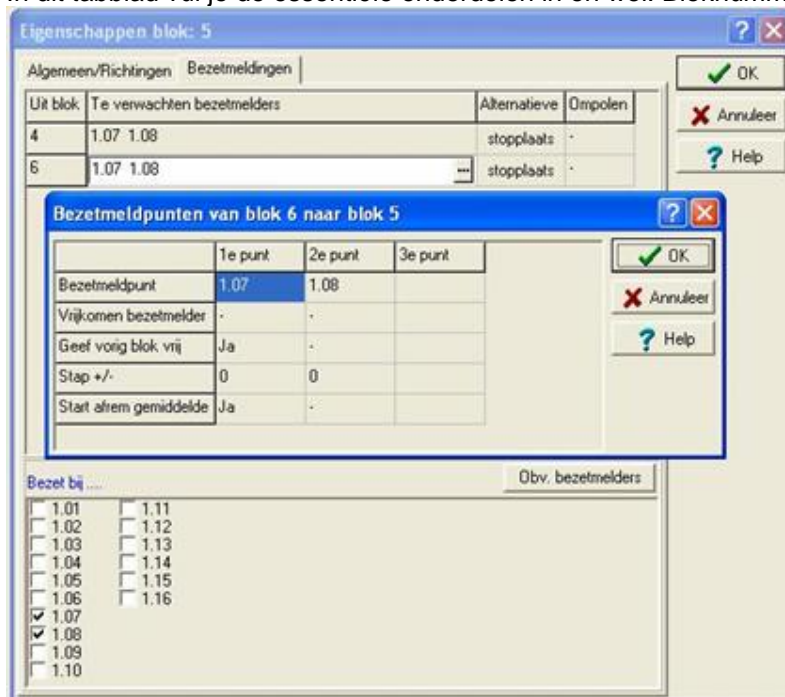 Eigenschappen blok: 5
Algemeen/Richtingen Bezetmeldingen
OK
Annuleer
Help
Uit blok Te verwachten bezetmelders Alternatieve Ompolen
4 1.07 1.08 stopplaats -
6 1.07 1.08 ... stopplaats -
Bezetmeldpunten van blok 6 naar blok 5
1e punt 2e punt 3e punt
Bezetmeldpunt 1.07 1.08
Vrijkomen bezetmelder - -
Geef vorig blok vrij Ja -
Stap +/- 0 0
Start afrem gemiddelde Ja -
OK
Annuleer
Help
Bezet bij ....
Obv. bezetmelders
1.01 1.11
1.02 1.12
1.03 1.13
1.04 1.14
1.05 1.15
1.06 1.16
1.07
1.08
1.09
1.10